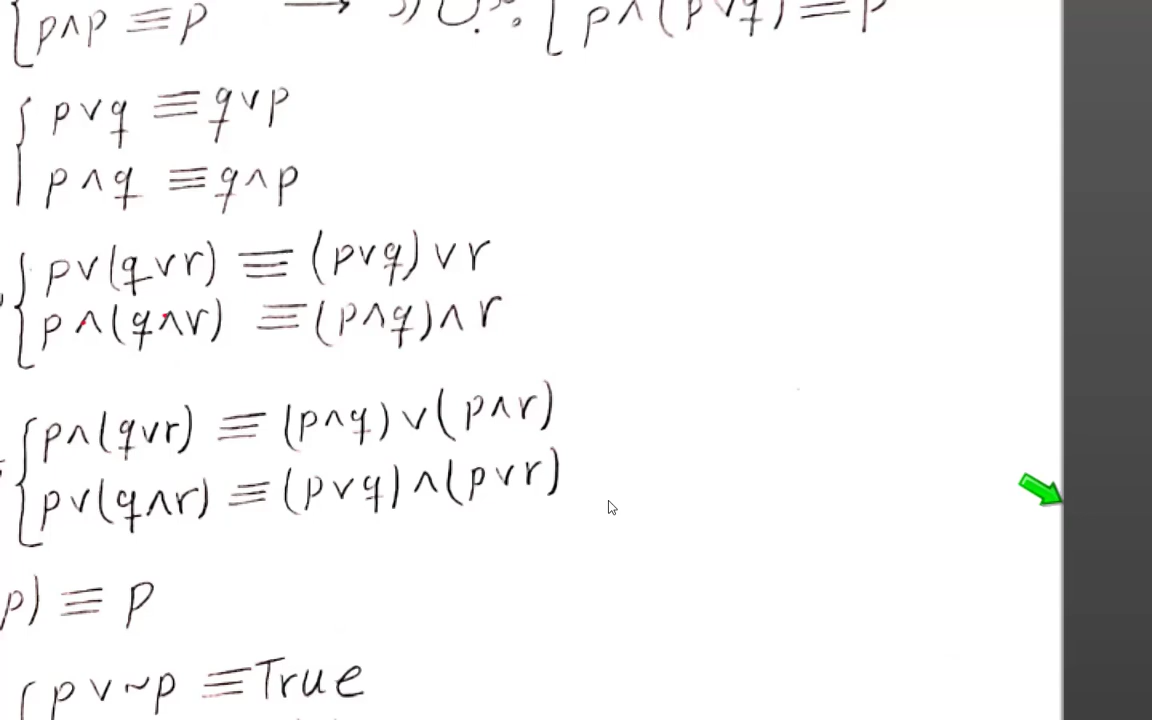 p∧p ≡ p → p∧(p∨q) ≡ p
p∨q ≡ q∨p
p∧q ≡ q∧p
p∨(q∨r) ≡ (p∨q)∨r
p∧(q∧r) ≡ (p∧q)∧r
p∧(q∨r) ≡ (p∧q)∨(p∧r)
p∨(q∧r) ≡ (p∨q)∧(p∨r)
p) ≡ p
p∨~p ≡ True